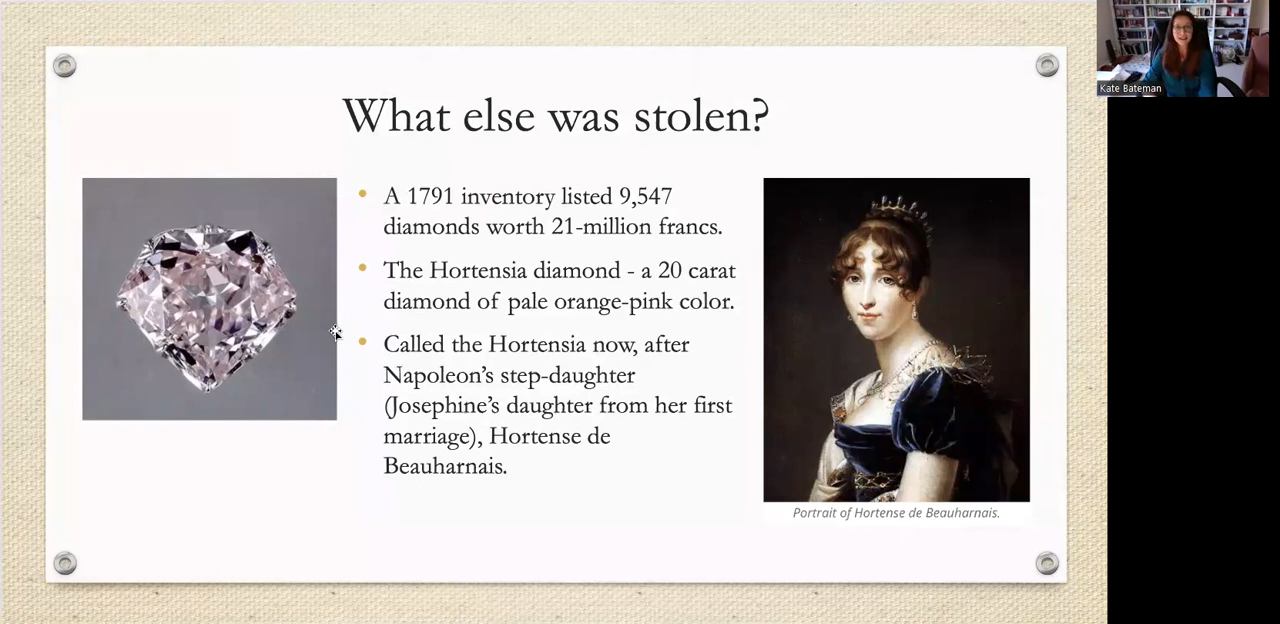 What else was stolen?
A 1791 inventory listed 9,547
diamonds worth 21-million francs.
The Hortensia diamond - a 20 carat
diamond of pale orange-pink color.
Called the Hortensia now, after
Napoleon's step-daughter
(Josephine's daughter from her first
marriage), Hortense de
Beauharnais.
Portrait of Hortense de Beauharnais.
Kate Bateman